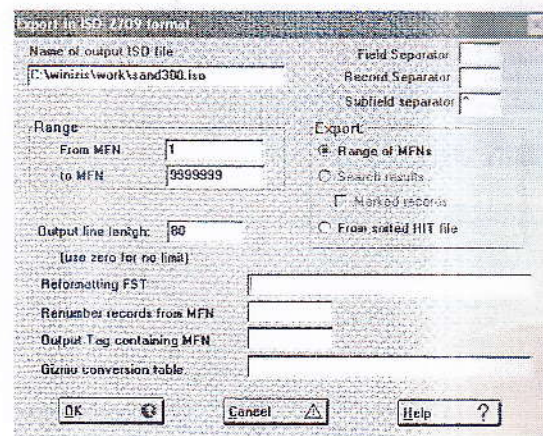 Export in ISO 2709 format
Name of output ISO file
C:\winisis\work\sand300.iso
Field Separator
Record Separator
Subfield separator ^
Range
From MFN 1
to MFN 9999999
Export:
Range of MFNs
Search results
Marked records
From sorted HIT file
Output line length: 80
(use zero for no limit)
Reformatting FST
Renumber records from MFN
Output Tag containing MFN
Gizmo conversion table
OK
Cancel
Help ?